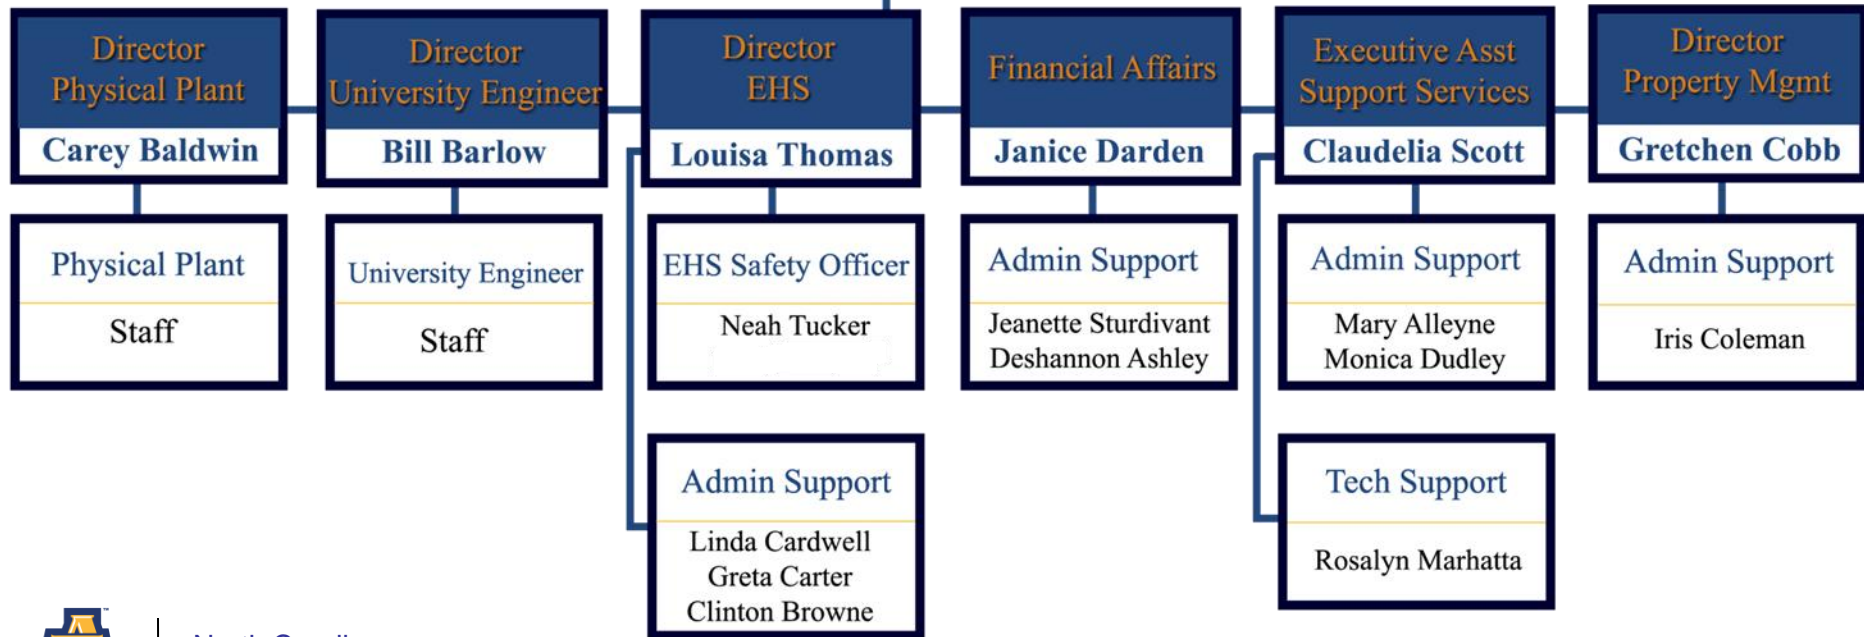 Director
Physical Plant
Carey Baldwin
Physical Plant
Staff
Director
University Engineer
Bill Barlow
University Engineer
Staff
Director
EHS
Louisa Thomas
EHS Safety Officer
Neah Tucker
Admin Support
Linda Cardwell
Greta Carter
Clinton Browne
Financial Affairs
Janice Darden
Admin Support
Jeanette Sturdivant
Deshannon Ashley
Executive Asst
Support Services
Claudelia Scott
Admin Support
Mary Alleyne
Monica Dudley
Tech Support
Rosalyn Marhatta
Director
Property Mgmt
Gretchen Cobb
Admin Support
Iris Coleman
North